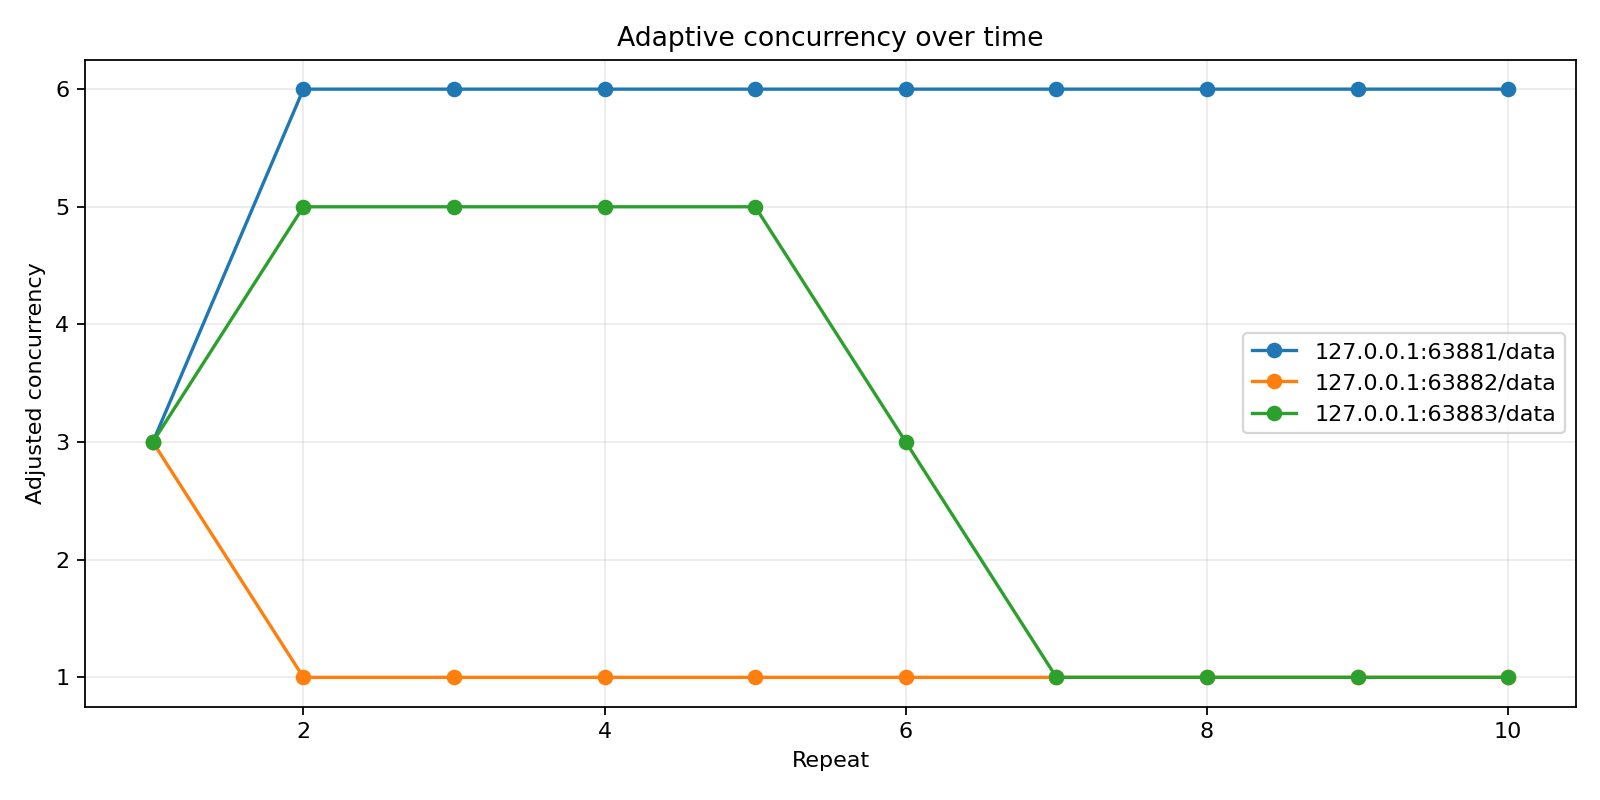 Adaptive concurrency over time
Adjusted concurrency
6
5
4
3
2
1
127.0.0.1:63881/data
127.0.0.1:63882/data
127.0.0.1:63883/data
2 4 6 8 10
Repeat